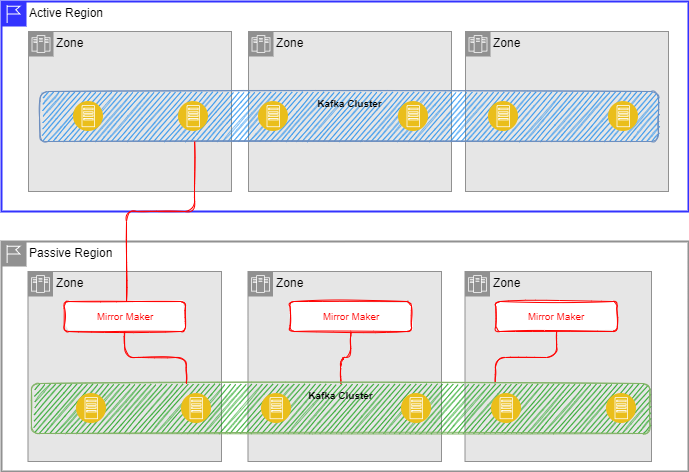 Active Region
Zone
Zone
Zone
Kafka Cluster
Passive Region
Zone
Zone
Zone
Mirror Maker
Mirror Maker
Mirror Maker
Kafka Cluster